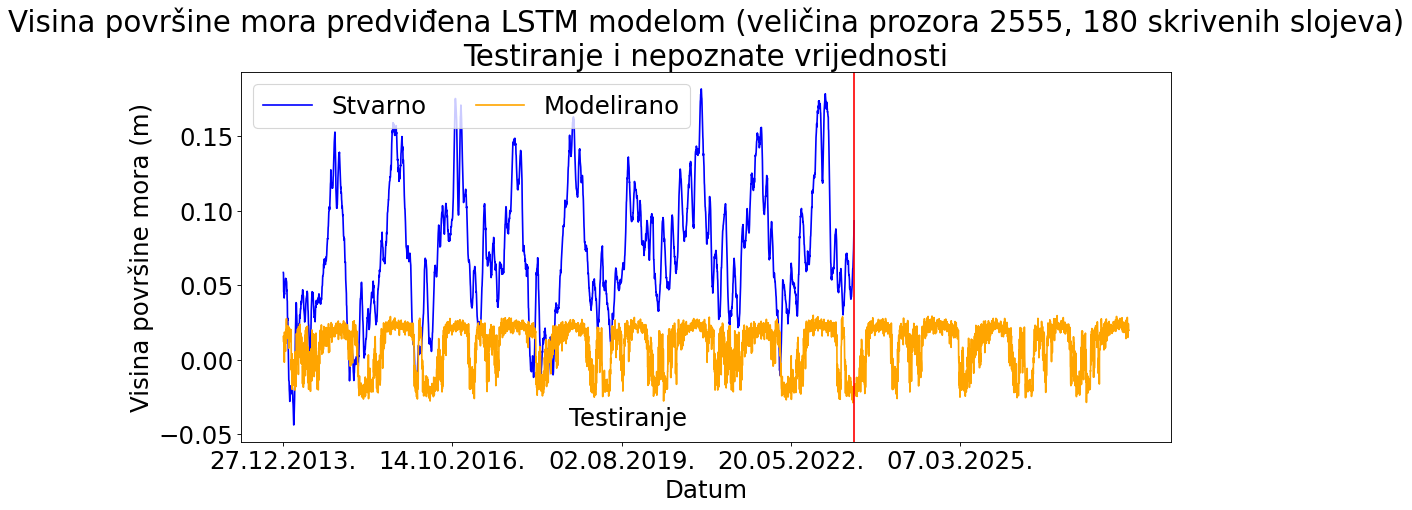 Visina površine mora predviđena LSTM modelom (veličina prozora 2555, 180 skrivenih slojeva)
Testiranje i nepoznate vrijednosti
Stvarno
Modelirano
Visina površine mora (m)
0.15
0.10
0.05
0.00
−0.05
Testiranje
27.12.2013.
14.10.2016.
02.08.2019.
20.05.2022.
07.03.2025.
Datum